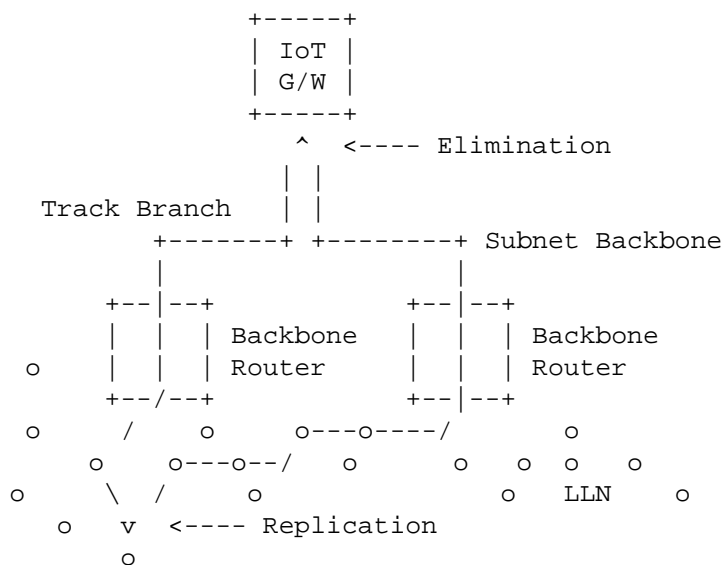 IoT
G/W
<---- Elimination
Track Branch
Subnet Backbone
Backbone Backbone
Router Router
LLN
<---- Replication